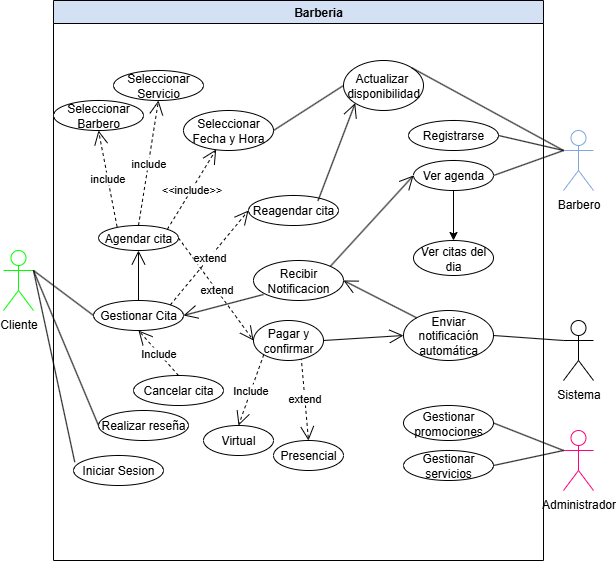 Barberia
Seleccionar
Servicio
Seleccionar
Barbero
Actualizar
disponibilidad
Seleccionar
Fecha y Hora
Registrarse
include
include
<<include>>
Ver agenda
Barbero
Reagendar cita
Agendar cita
extend
Ver citas del
dia
Recibir
Notificacion
extend
Cliente
Gestionar Cita
Pagar y
confirmar
Enviar
notificación
automática
Include
Sistema
Cancelar cita
Include
extend
Realizar reseña
Gestionar
promociones
Virtual
Presencial
Iniciar Sesion
Gestionar
servicios
Administrador